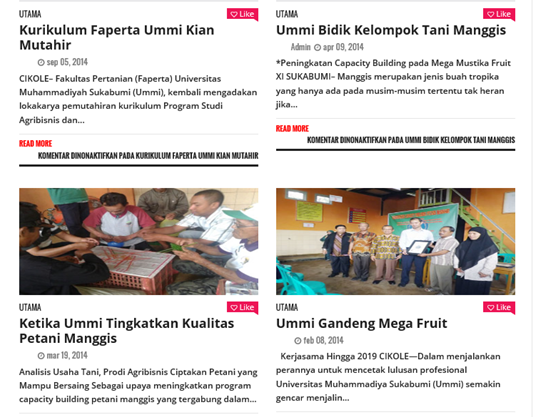 UTAMA
Like
Kurikulum Faperta Ummi Kian
Mutahir
sep 05, 2014
CIKOLE– Fakultas Pertanian (Faperta) Universitas
Muhammadiyah Sukabumi (Ummi), kembali mengadakan
lokakarya pemutahiran kurikulum Program Studi
Agribisnis dan...
READ MORE
KOMENTAR DINONAKTIFKAN PADA KURIKULUM FAPERTA UMMI KIAN MUTAHIR
UTAMA
Like
Ummi Bidik Kelompok Tani Manggis
Admin apr 09, 2014
*Peningkatan Capacity Building pada Mega Mustika Fruit
XI SUKABUMI– Manggis merupakan jenis buah tropika
yang hanya ada pada musim-musim tertentu tak heran
jika...
READ MORE
KOMENTAR DINONAKTIFKAN PADA UMMI BIDIK KELOMPOK TANI MANGGIS
UTAMA
Like
Ketika Ummi Tingkatkan Kualitas
Petani Manggis
mar 19, 2014
Analisis Usaha Tani, Prodi Agribisnis Ciptakan Petani yang
Mampu Bersaing Sebagai upaya meningkatkan program
capacity building petani manggis yang tergabung dalam...
UTAMA
Like
Ummi Gandeng Mega Fruit
feb 08, 2014
Kerjasama Hingga 2019 CIKOLE—Dalam menjalankan
perannya untuk mencetak lulusan profesional
Universitas Muhammadiya Sukabumi (Ummi) semakin
gencar menjalin...